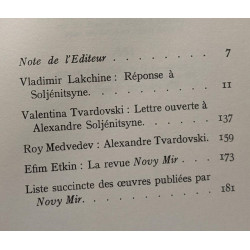 Note de l'Editeur . . . . . 7
Vladimir Lakchine : Réponse à
Soljénitsyne. . . . . . . 11
Valentina Tvardovski : Lettre ouverte à
Alexandre Soljénitsyne. . . . 137
Roy Medvedev : Alexandre Tvardovski. 159
Efim Etkin : La revue Novy Mir . . 173
Liste succincte des œuvres publiées par
Novy Mir. . . . . . . . 181